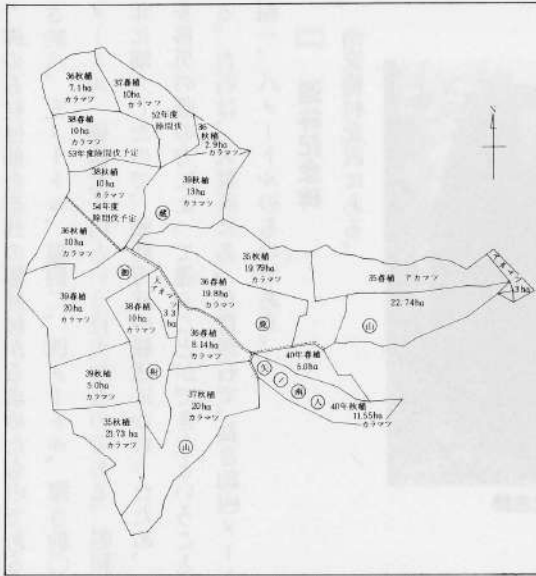 36秋植
7.1ha
カラマツ
37春植
10ha
カラマツ
52年度
除間伐
36
秋植
2.9ha
カラマツ
38春植
10ha
カラマツ
53年度除間伐予定
38秋植
10ha
カラマツ
54年度
除間伐予定
39秋植
13ha
カラマツ
36秋植
10ha
カラマツ
35秋植
19.79ha
カラマツ
35春植 アカマツ
22.74ha
山
3ha
36春植
19.8ha
カラマツ
39春植
20ha
カラマツ
38春植
10ha
カラマツ
3.3
ha
36春植
8.14ha
カラマツ
40年春植
5.0ha
39秋植
5.0ha
カラマツ
37秋植
20ha
カラマツ
40年秋植
11.55ha
カラマツ
35秋植
21.73ha
カラマツ
山
入